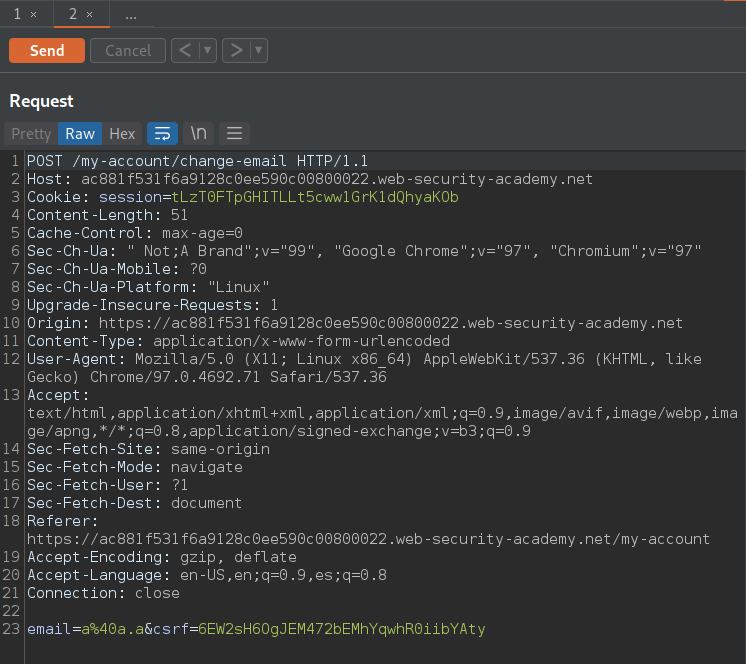 1 × 2 × ...
Send Cancel < ▼ > ▼
Request
Pretty Raw Hex \n
1 POST /my-account/change-email HTTP/1.1
2 Host: ac881f531f6a9128c0ee590c00800022.web-security-academy.net
3 Cookie: session=tLzT0FTpGHITLLt5cww1GrK1dQhyaKOb
4 Content-Length: 51
5 Cache-Control: max-age=0
6 Sec-Ch-Ua: " Not;A Brand";v="99", "Google Chrome";v="97", "Chromium";v="97"
7 Sec-Ch-Ua-Mobile: ?0
8 Sec-Ch-Ua-Platform: "Linux"
9 Upgrade-Insecure-Requests: 1
10 Origin: https://ac881f531f6a9128c0ee590c00800022.web-security-academy.net
11 Content-Type: application/x-www-form-urlencoded
12 User-Agent: Mozilla/5.0 (X11; Linux x86_64) AppleWebKit/537.36 (KHTML, like
Gecko) Chrome/97.0.4692.71 Safari/537.36
13 Accept:
text/html,application/xhtml+xml,application/xml;q=0.9,image/avif,image/webp,ima
ge/apng,*/*;q=0.8,application/signed-exchange;v=b3;q=0.9
14 Sec-Fetch-Site: same-origin
15 Sec-Fetch-Mode: navigate
16 Sec-Fetch-User: ?1
17 Sec-Fetch-Dest: document
18 Referer:
https://ac881f531f6a9128c0ee590c00800022.web-security-academy.net/my-account
19 Accept-Encoding: gzip, deflate
20 Accept-Language: en-US,en;q=0.9,es;q=0.8
21 Connection: close
22
23 email=a%40a.a&csrf=6EW2sH6OgJEM472bEMhYqwhR0iibYAty